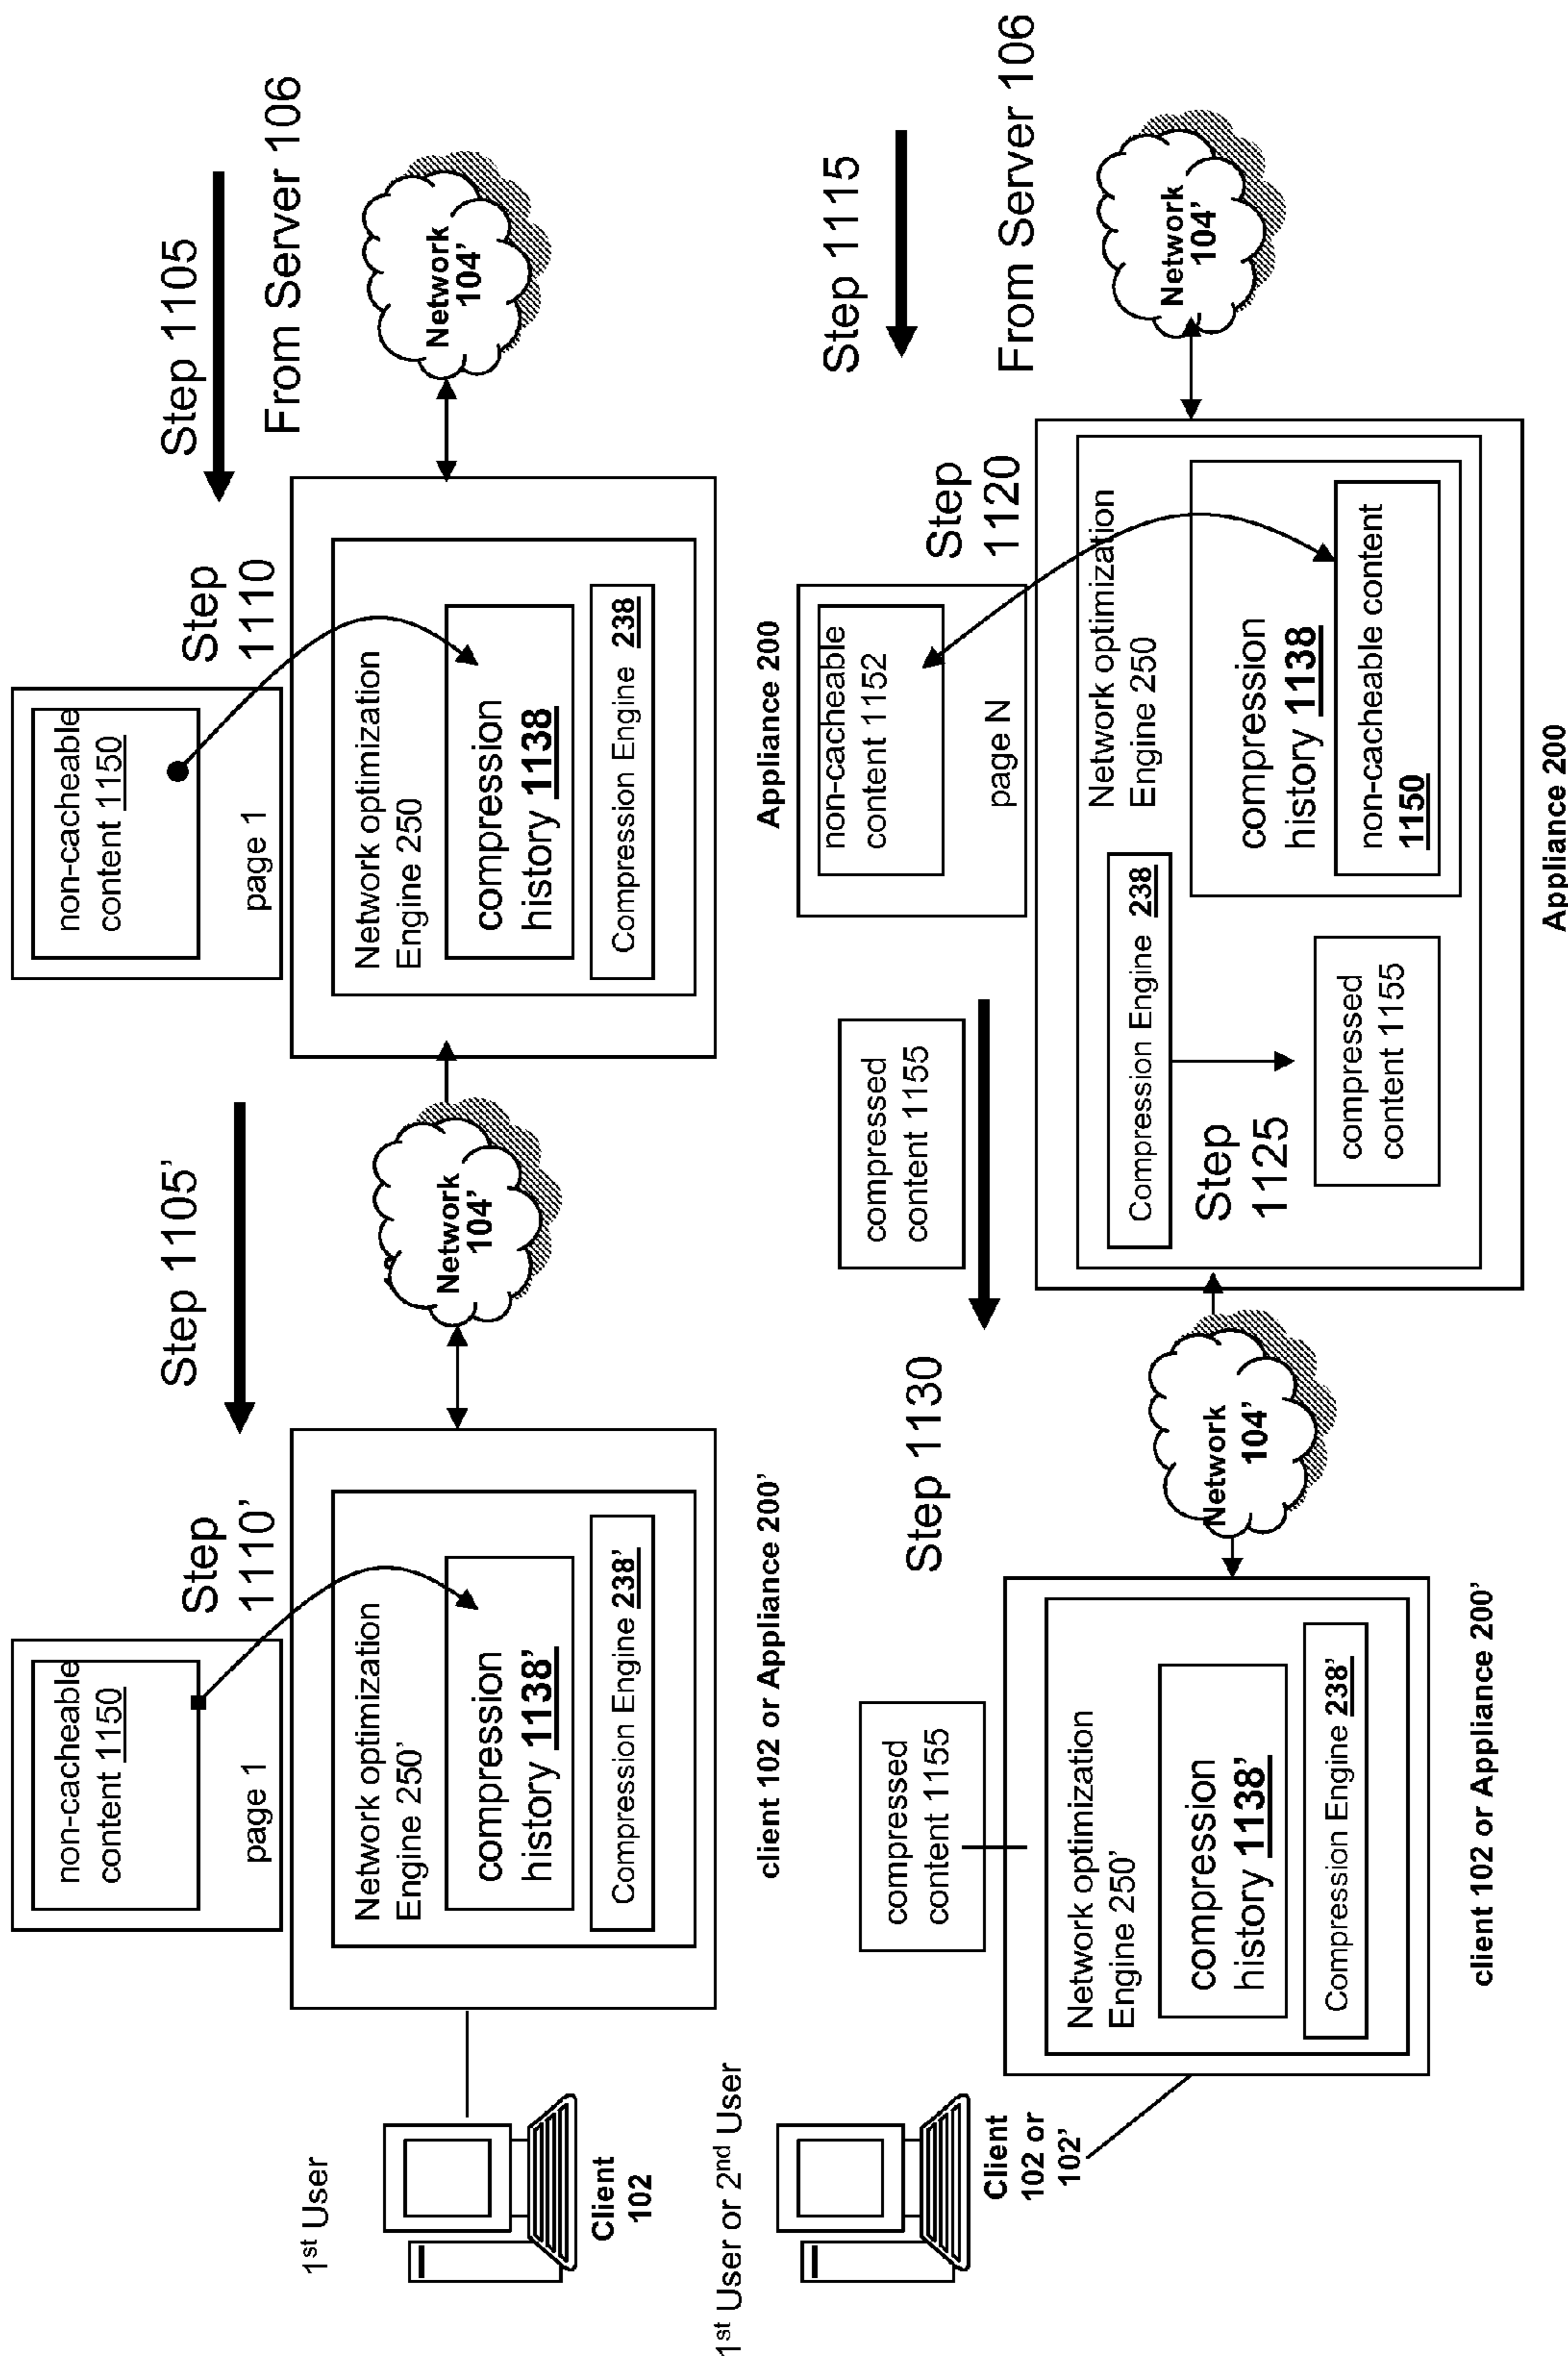 1st User
Client
102
non-cacheable
content 1150
page 1
Step
1110’
Network optimization
Engine 250’
compression
history 1138’
Compression Engine 238’
client 102 or Appliance 200’
Step 1105’
Network
104’
non-cacheable
content 1150
page 1
Step
1110
Network optimization
Engine 250
compression
history 1138
Compression Engine 238
Appliance 200
Step 1105
From Server 106
Network
104’
1st User or 2nd User
Client
102 or
102’
compressed
content 1155
Network optimization
Engine 250’
compression
history 1138’
Compression Engine 238’
client 102 or Appliance 200’
Step 1130
Network
104’
compressed
content 1155
non-cacheable
content 1152
page N
Step
1120
Compression Engine 238
Step
1125
compressed
content 1155
Network optimization
Engine 250
compression
history 1138
non-cacheable content
1150
Appliance 200
Step 1115
From Server 106
Network
104’